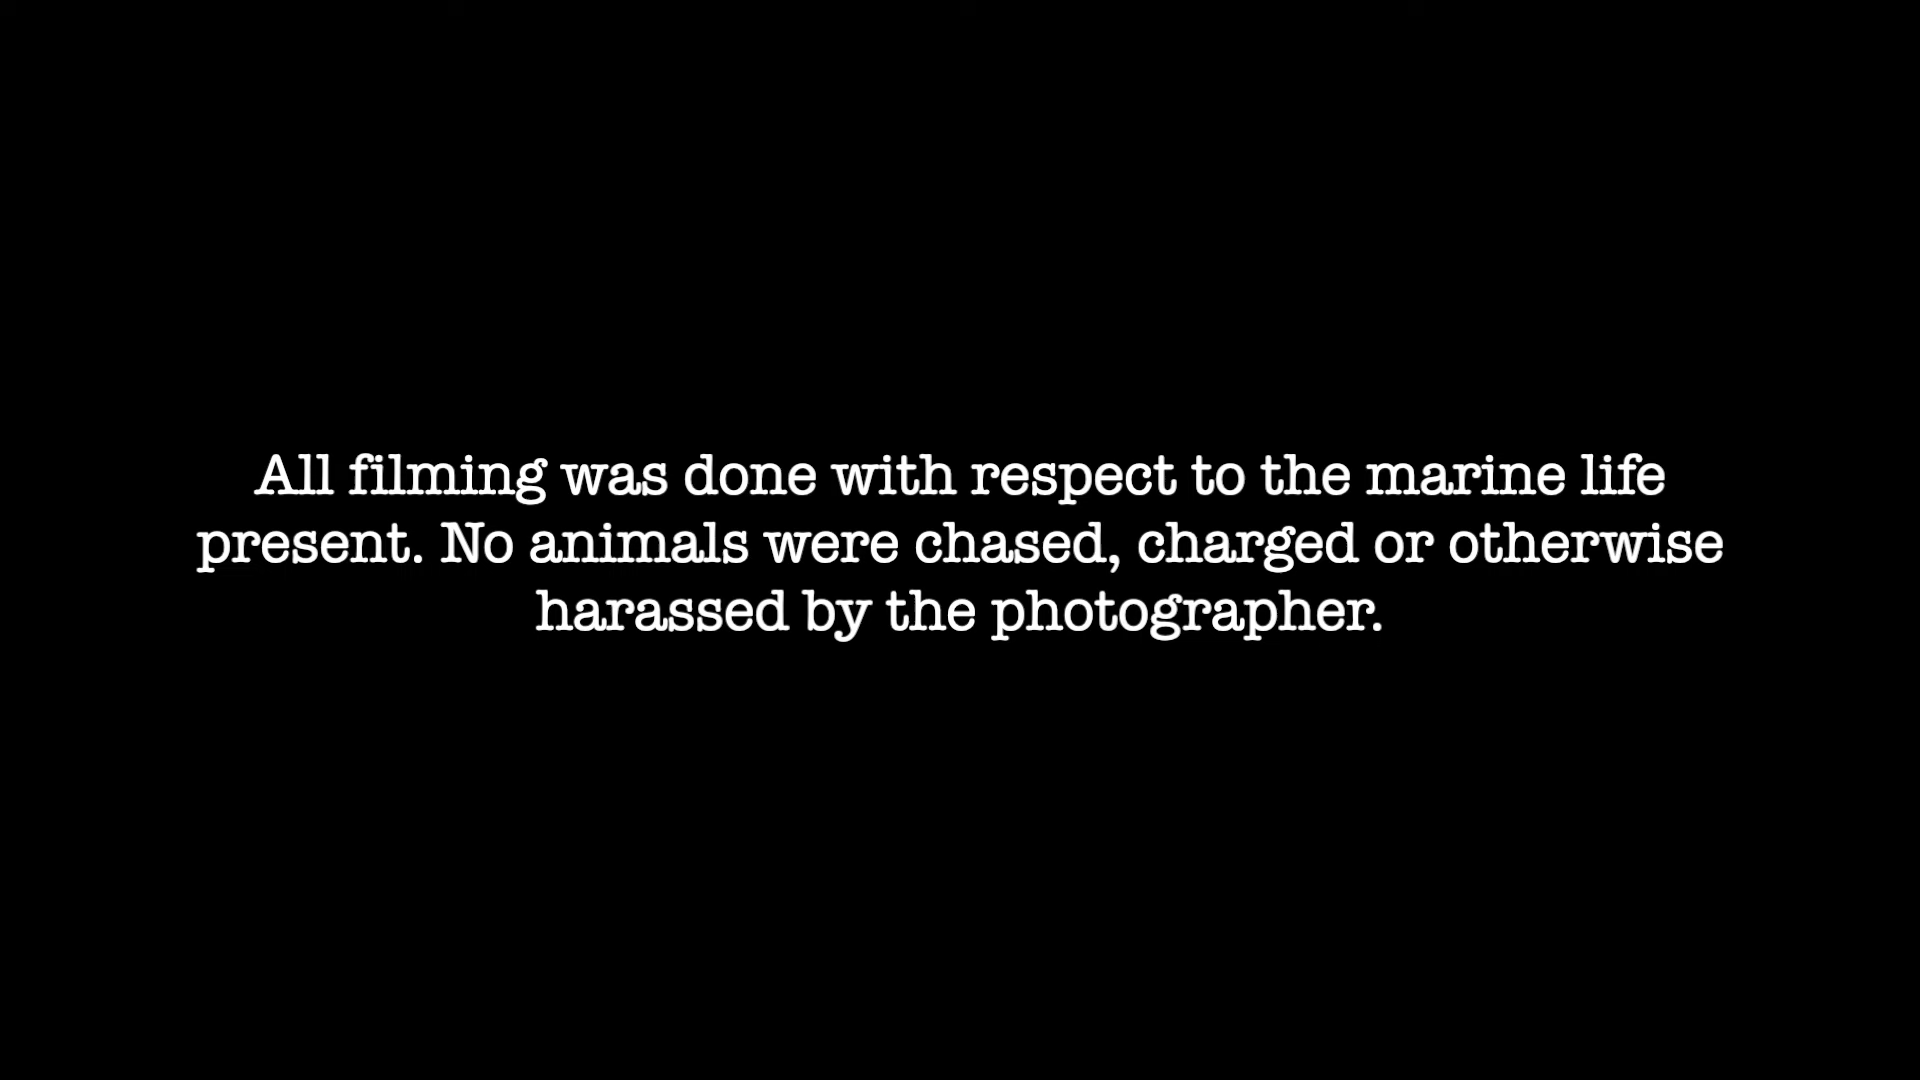 All filming was done with respect to the marine life
present. No animals were chased, charged or otherwise
harassed by the photographer.